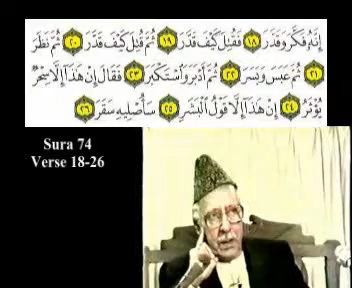 إِنَّهُ فَكَّرَ وَقَدَّرَ ١٨ فَقُتِلَ كَيْفَ قَدَّرَ ١٩ ثُمَّ قُتِلَ كَيْفَ قَدَّرَ ٢٠ ثُمَّ نَظَرَ
٢١ ثُمَّ عَبَسَ وَبَسَرَ ٢٢ ثُمَّ أَدْبَرَ وَٱسْتَكْبَرَ ٢٣ فَقَالَ إِنْ هَٰذَآ إِلَّا سِحْرٌ
يُؤْثَرُ ٢٤ إِنْ هَٰذَآ إِلَّا قَوْلُ ٱلْبَشَرِ ٢٥ سَأُصْلِيهِ سَقَرَ ٢٦
Sura 74
Verse 18-26